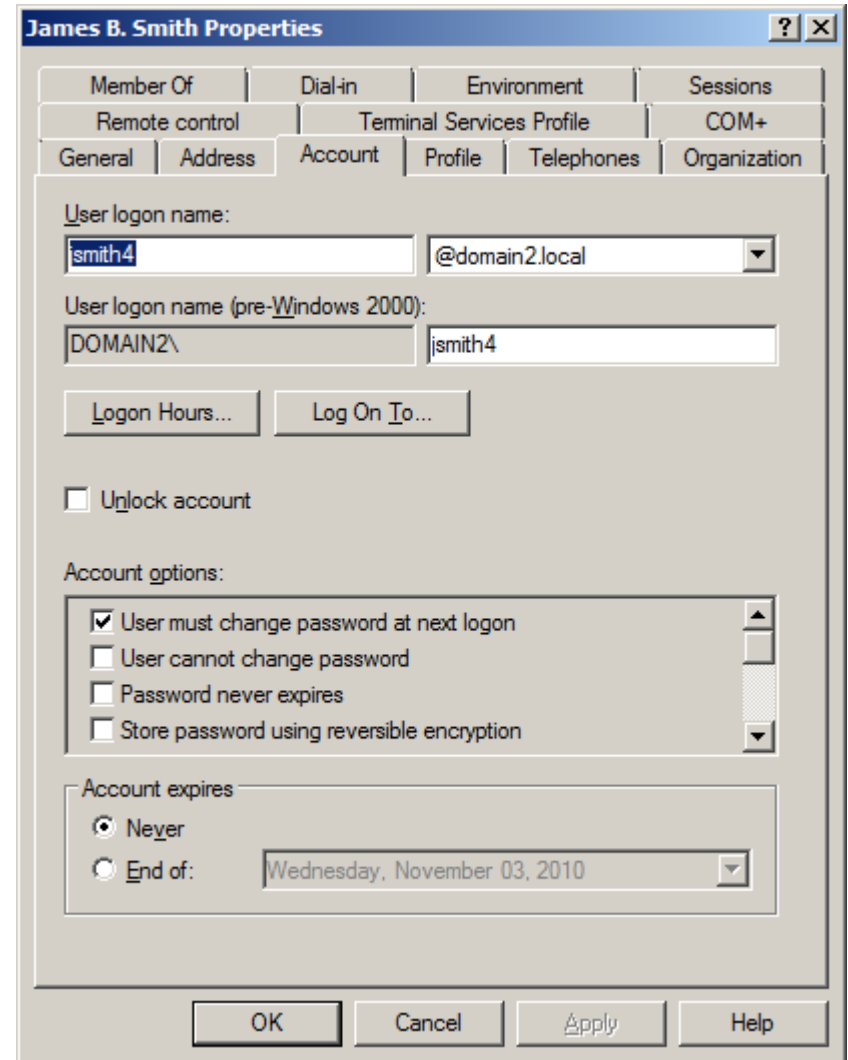 James B. Smith Properties
Member Of Dial-in Environment Sessions
Remote control Terminal Services Profile COM+
General Address Account Profile Telephones Organization
User logon name:
jsmith4 @domain2.local
User logon name (pre-Windows 2000):
DOMAIN2\ jsmith4
Logon Hours... Log On To...
Unlock account
Account options:
User must change password at next logon
User cannot change password
Password never expires
Store password using reversible encryption
Account expires
Never
End of: Wednesday, November 03, 2010
OK Cancel Apply Help